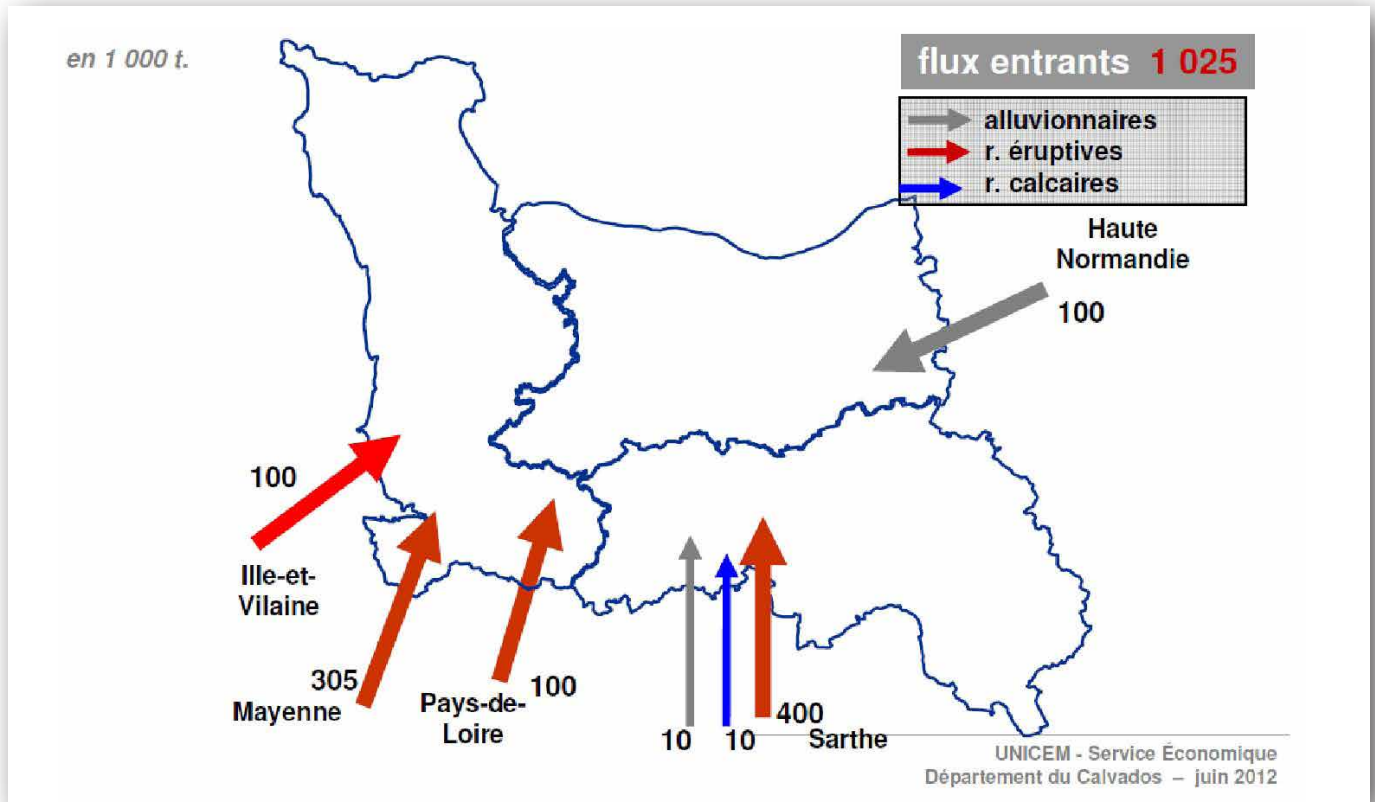 en 1 000 t.
flux entrants 1 025
alluvionnaires
r. éruptives
r. calcaires
Haute
Normandie
100
100
Ille-et-
Vilaine
305
Mayenne
Pays-de-
Loire
100
10
10
400
Sarthe
UNICEM - Service Économique
Département du Calvados – juin 2012